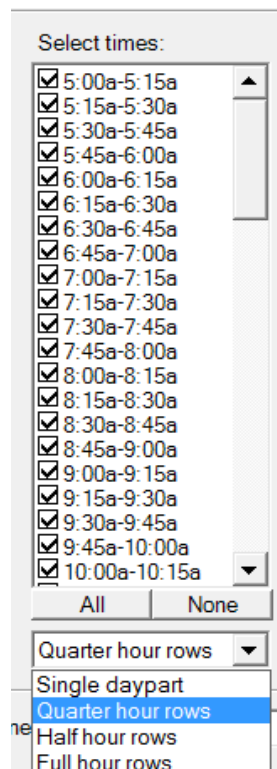 Select times:
5:00a-5:15a
5:15a-5:30a
5:30a-5:45a
5:45a-6:00a
6:00a-6:15a
6:15a-6:30a
6:30a-6:45a
6:45a-7:00a
7:00a-7:15a
7:15a-7:30a
7:30a-7:45a
7:45a-8:00a
8:00a-8:15a
8:15a-8:30a
8:30a-8:45a
8:45a-9:00a
9:00a-9:15a
9:15a-9:30a
9:30a-9:45a
9:45a-10:00a
10:00a-10:15a
All None
Quarter hour rows
Single daypart
Quarter hour rows
Half hour rows
Full hour rows